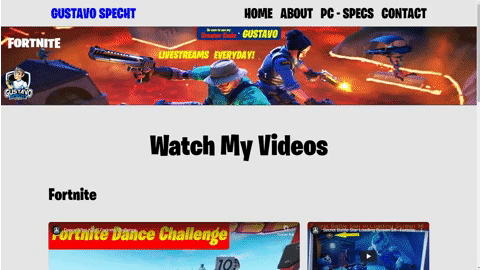 GUSTAVO SPECHT
HOME ABOUT PC - SPECS CONTACT
Be sure to use my
Creator Code - GUSTAVO
LIVESTREAMS EVERYDAY!
FORTNITE
GUSTAVO
Watch My Videos
Fortnite
Fortnite Dance Challenge
10